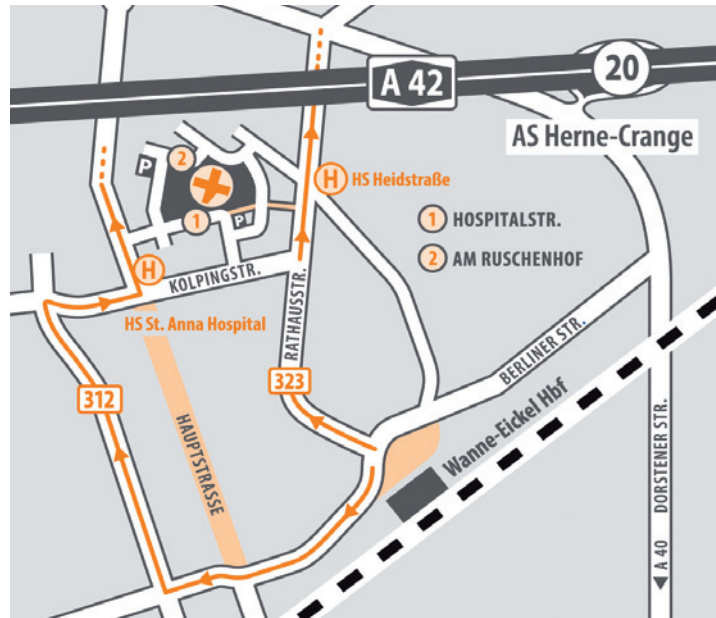 A 42
20
AS Herne-Crange
P
2
H
HS Heidstraße
1
P
1 HOSPITALSTR.
2 AM RUSCHENHOF
H
KOLPINGSTR.
HS St. Anna Hospital
RATHAUSSTR.
BERLINER STR.
323
312
HAUPTSTRASSE
Wanne-Eickel Hbf
DORSTENER STR.
A 40